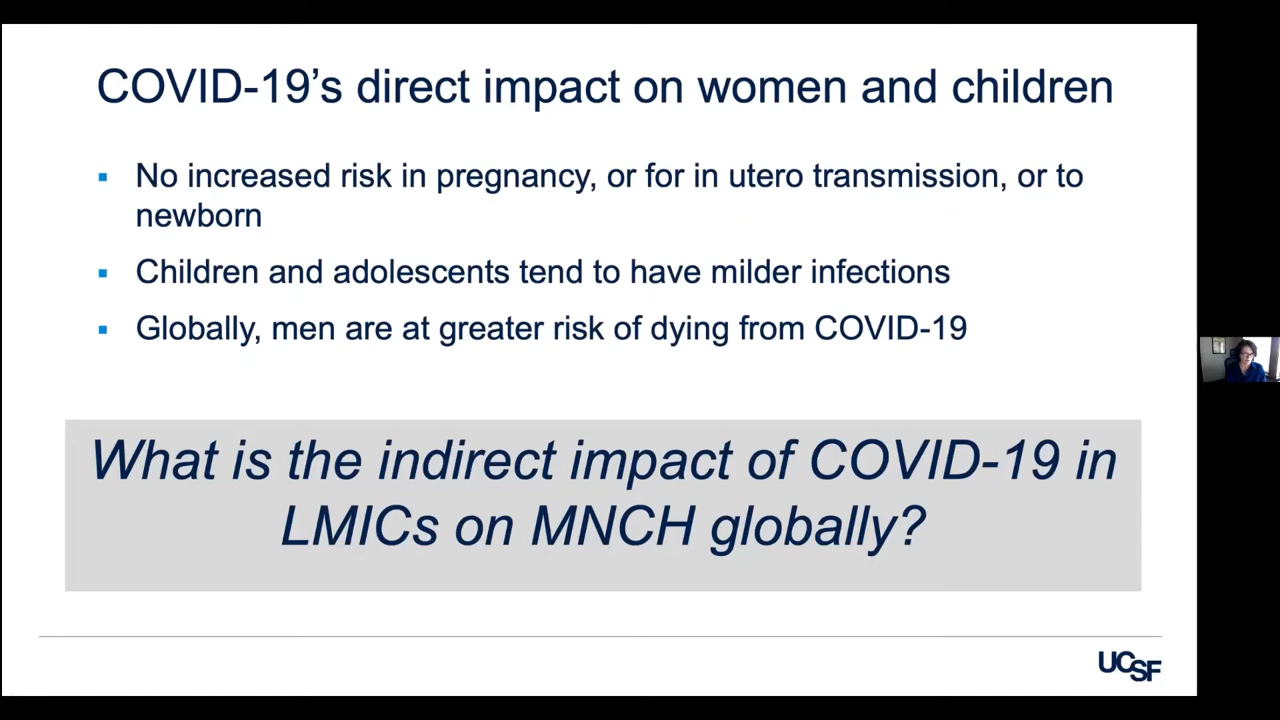 COVID-19’s direct impact on women and children
▪ No increased risk in pregnancy, or for in utero transmission, or to
newborn
▪ Children and adolescents tend to have milder infections
▪ Globally, men are at greater risk of dying from COVID-19
What is the indirect impact of COVID-19 in
LMICs on MNCH globally?
UCSF